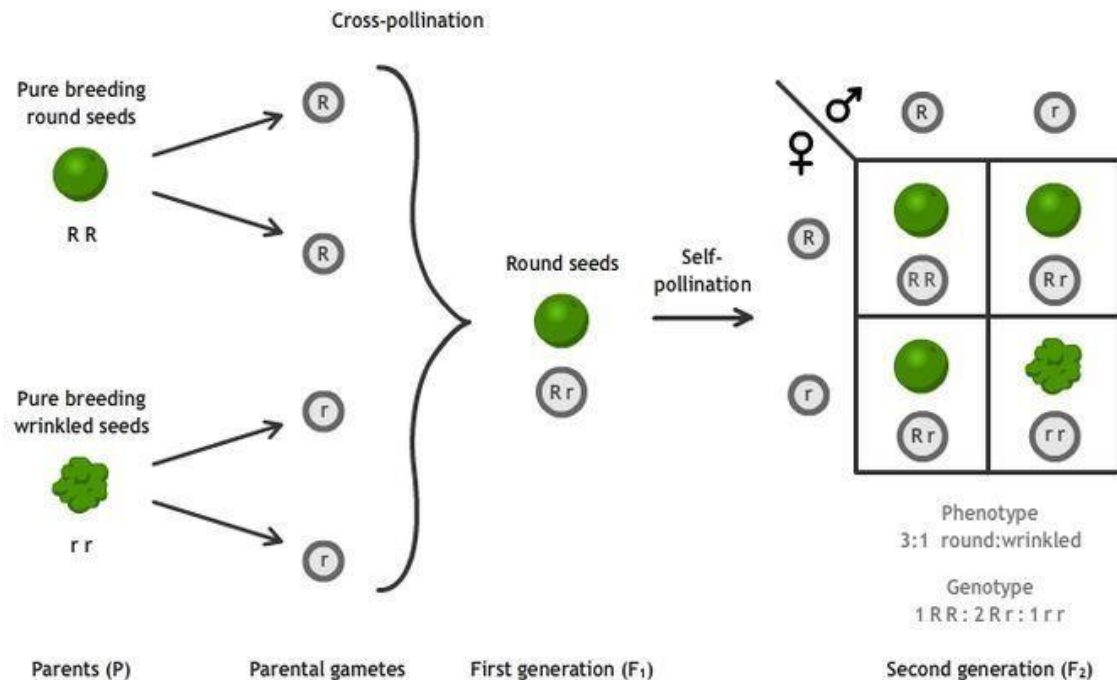 Cross-pollination
Pure breeding
round seeds
R R
R
R
Pure breeding
wrinkled seeds
r r
r
r
Round seeds
R r
Self-
pollination
♂
♀
R
r
R
r
R R
R r
R r
r r
Phenotype
3:1 round:wrinkled
Genotype
1 R R : 2 R r : 1 r r
Parents (P)
Parental gametes
First generation (F₁)
Second generation (F₂)